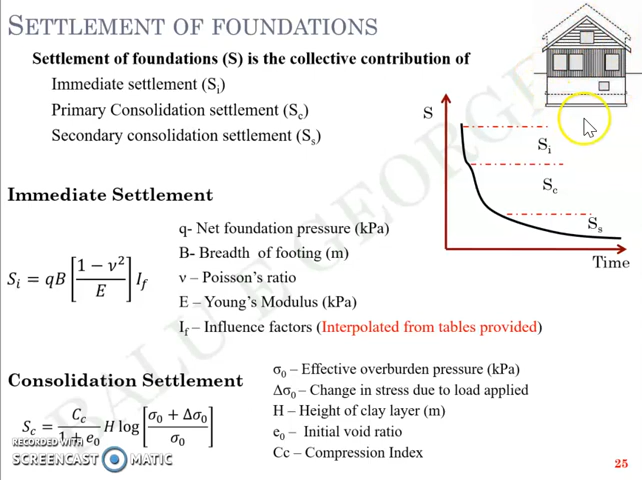 SETTLEMENT OF FOUNDATIONS
Settlement of foundations (S) is the collective contribution of
Immediate settlement (Si)
Primary Consolidation settlement (Sc)
Secondary consolidation settlement (Ss)
S
Si
Sc
Ss
Time
Immediate Settlement
q- Net foundation pressure (kPa)
B- Breadth of footing (m)
ν – Poisson's ratio
E – Young's Modulus (kPa)
If – Influence factors (Interpolated from tables provided)
Si = qB [(1 − ν²)/E] If
Consolidation Settlement
Sc = Cc/(1 + e0) H log [(σ0 + Δσ0)/σ0]
σ0 – Effective overburden pressure (kPa)
Δσ0 – Change in stress due to load applied
H – Height of clay layer (m)
e0 – Initial void ratio
Cc – Compression Index
RECORDED WITH
SCREENCAST MATIC
25
BALU E GEORGE